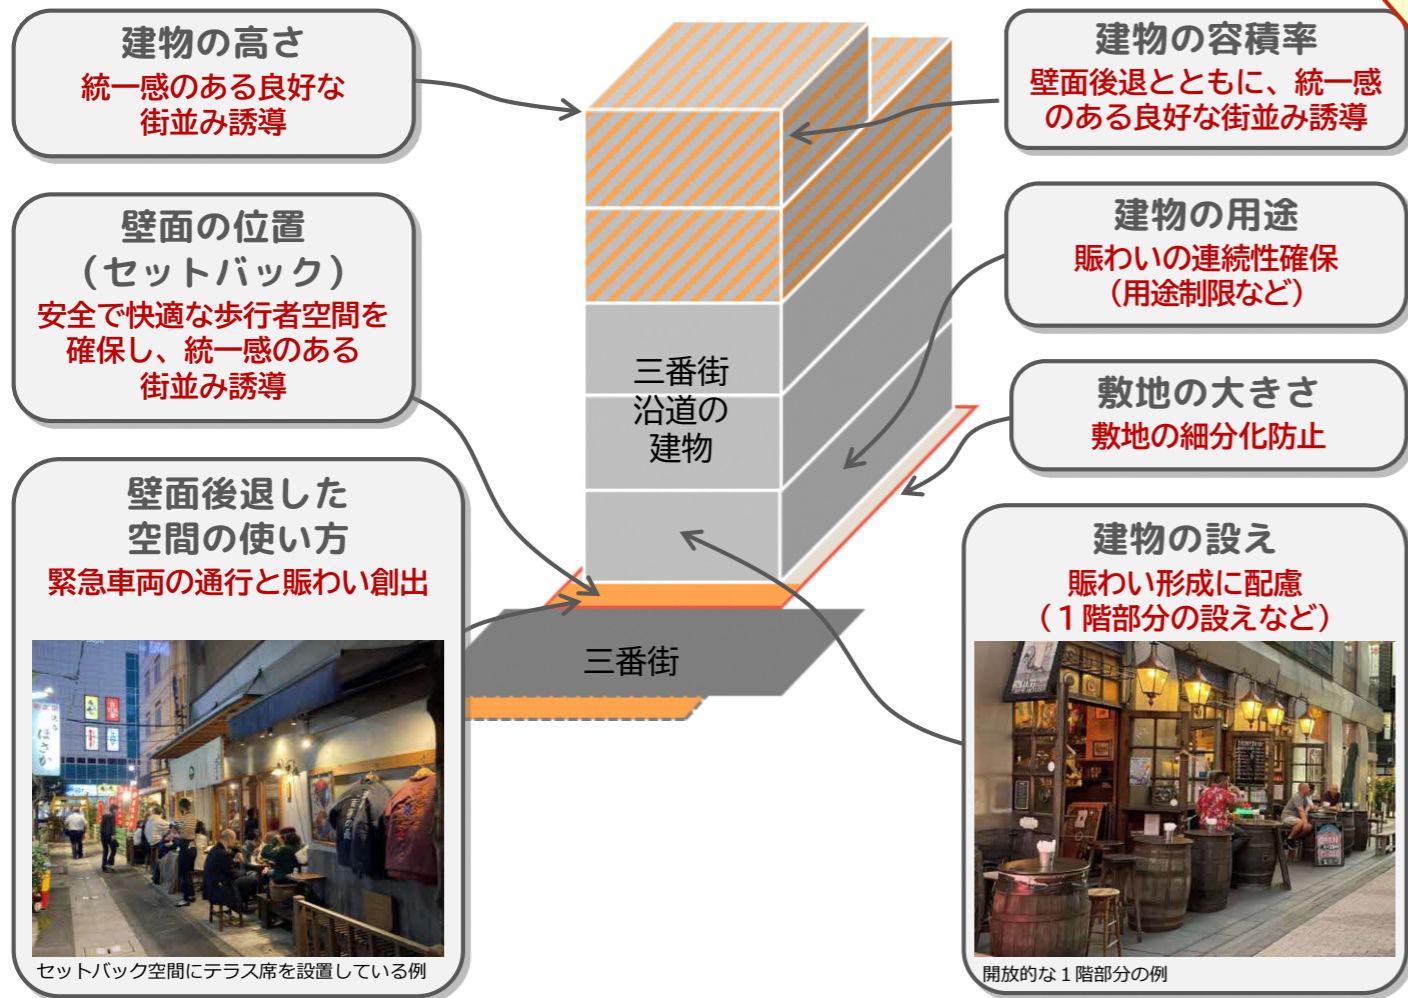 建物の高さ
統一感のある良好な
街並み誘導
壁面の位置
（セットバック）
安全で快適な歩行者空間を
確保し、統一感のある
街並み誘導
壁面後退した
空間の使い方
緊急車両の通行と賑わい創出
ほさか
セットバック空間にテラス席を設置している例
三番街
沿道の
建物
三番街
建物の容積率
壁面後退とともに、統一感
のある良好な街並み誘導
建物の用途
賑わいの連続性確保
（用途制限など）
敷地の大きさ
敷地の細分化防止
建物の設え
賑わい形成に配慮
（１階部分の設えなど）
開放的な１階部分の例